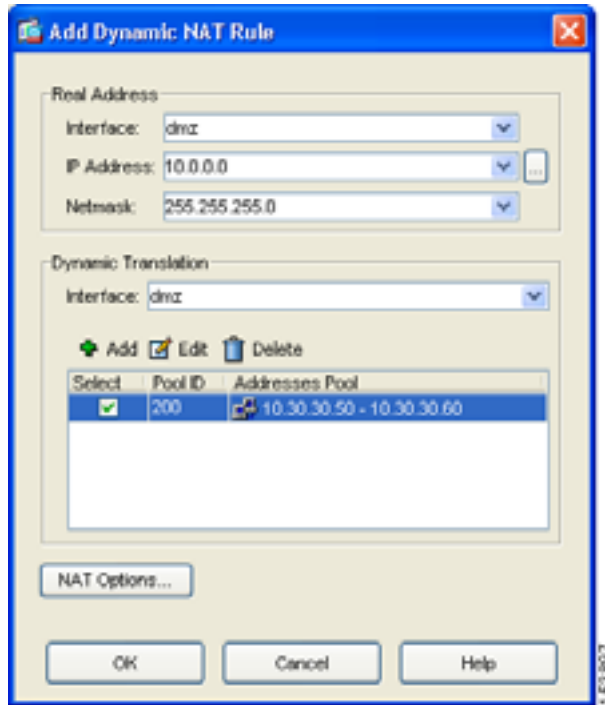 Add Dynamic NAT Rule
Real Address
Interface: dmz
IP Address: 10.0.0.0 ...
Netmask: 255.255.255.0
Dynamic Translation
Interface: dmz
Add Edit Delete
Select Pool ID Addresses Pool
200 10.30.30.50 - 10.30.30.60
NAT Options...
OK Cancel Help